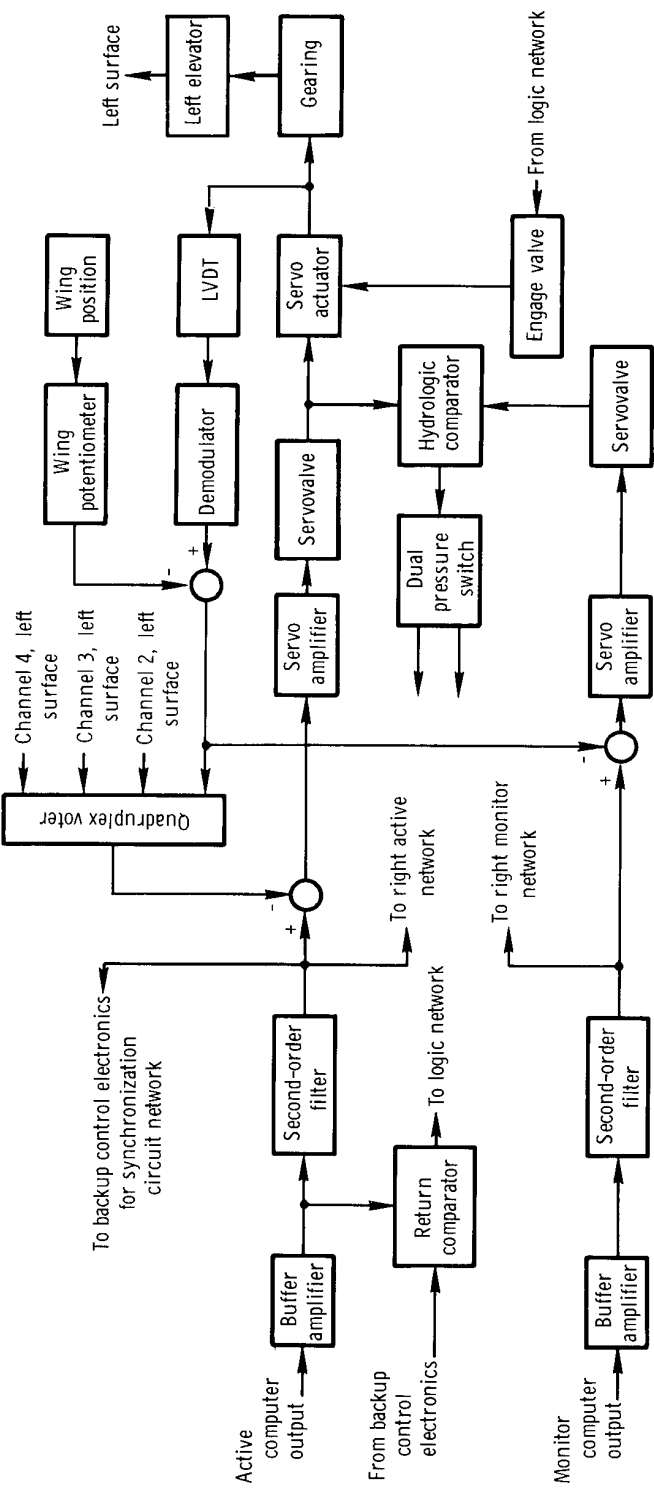 Active
computer
output
Buffer
amplifier
Second-order
filter
To backup control electronics
for synchronization
circuit network
To right active
network
+
-
From backup
control
electronics
Return
comparator
To logic network
Quadruplex voter
Channel 4, left
surface
Channel 3, left
surface
Channel 2, left
surface
-
+
Wing
potentiometer
Wing
position
Demodulator
LVDT
Servo
amplifier
Servovalve
Servo
actuator
Gearing
Left elevator
Left surface
Dual
pressure
switch
Hydrologic
comparator
Engage valve
From logic network
Monitor
computer
output
Buffer
amplifier
Second-order
filter
To right monitor
network
+
-
Servo
amplifier
Servovalve